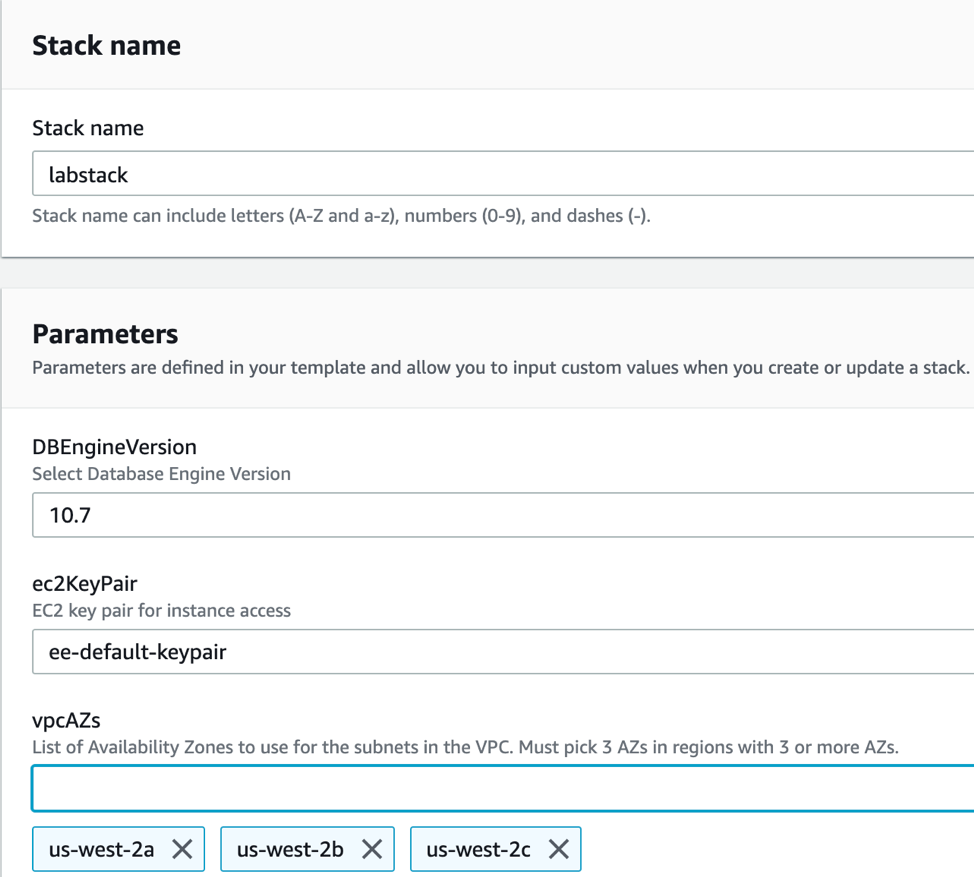 Stack name
Stack name
labstack
Stack name can include letters (A-Z and a-z), numbers (0-9), and dashes (-).
Parameters
Parameters are defined in your template and allow you to input custom values when you create or update a stack.
DBEngineVersion
Select Database Engine Version
10.7
ec2KeyPair
EC2 key pair for instance access
ee-default-keypair
vpcAZs
List of Availability Zones to use for the subnets in the VPC. Must pick 3 AZs in regions with 3 or more AZs.
us-west-2a us-west-2b us-west-2c